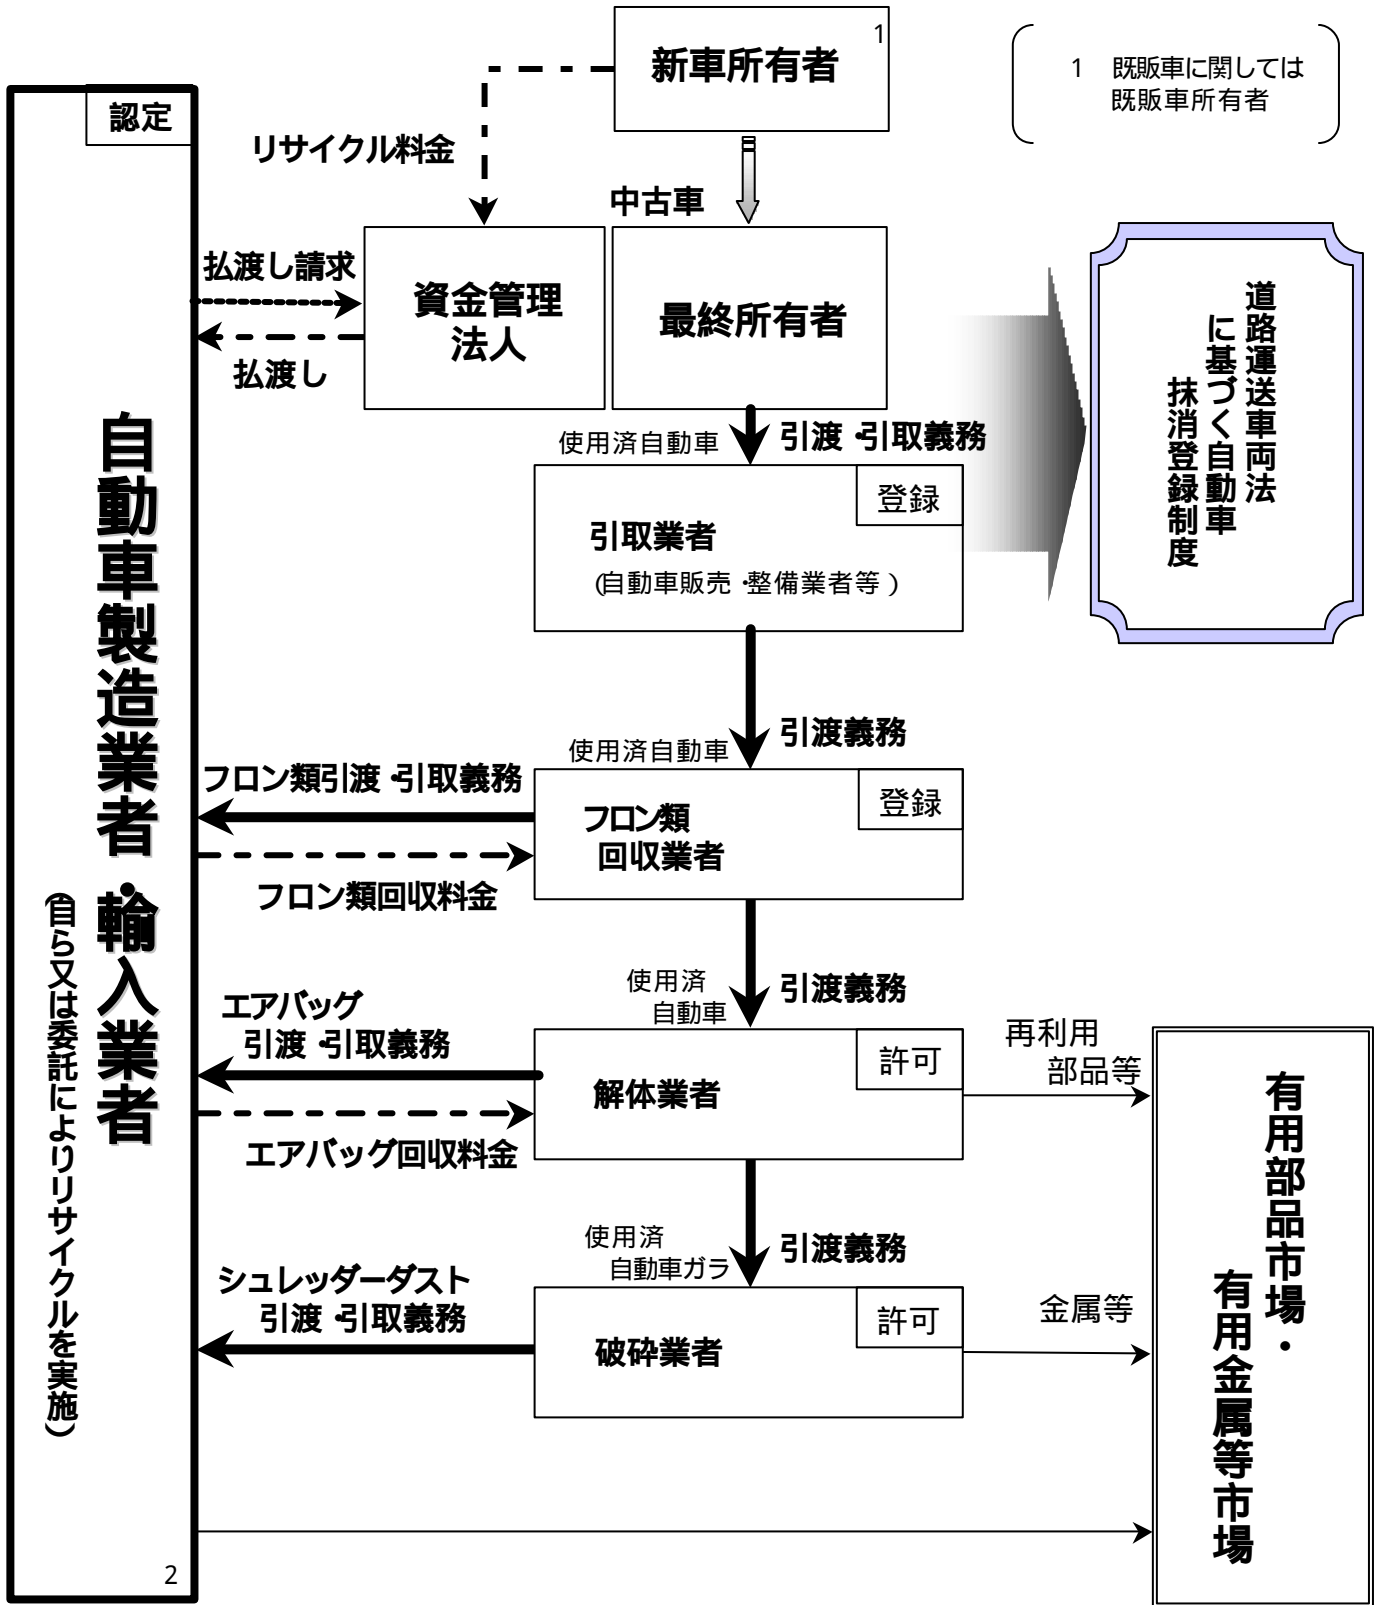 新車所有者
1
1 既販車に関しては
既販車所有者
認定
リサイクル料金
中古車
払渡し請求
払渡し
資金管理
法人
最終所有者
道路運送車両法
に基づく自動車
抹消登録制度
使用済自動車
引渡・引取義務
登録
引取業者
(自動車販売・整備業者等)
使用済自動車
引渡義務
フロン類引渡・引取義務
登録
フロン類
回収業者
フロン類回収料金
自動車製造業者・輸入業者
(自ら又は委託によりリサイクルを実施)
使用済
自動車
引渡義務
エアバッグ
引渡・引取義務
許可
解体業者
再利用
部品等
エアバッグ回収料金
使用済
自動車ガラ
引渡義務
シュレッダーダスト
引渡・引取義務
許可
破砕業者
金属等
有用部品市場・
有用金属等市場
2